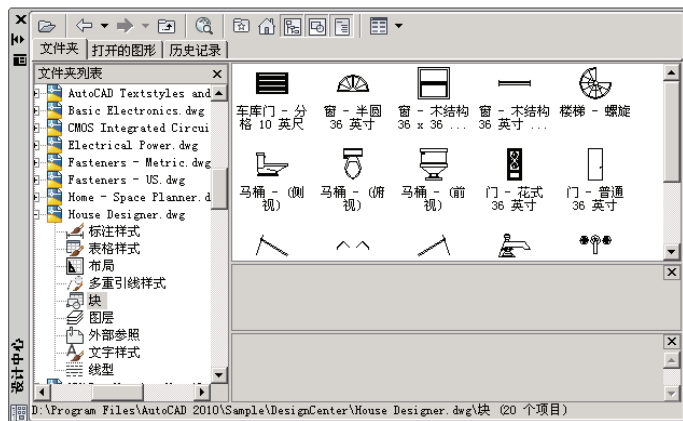 文件夹 打开的图形 历史记录
文件夹列表
AutoCAD Textstyles and
Basic Electronics.dwg
CMOS Integrated Circui
Electrical Power.dwg
Fasteners - Metric.dwg
Fasteners - US.dwg
Home - Space Planner.d
House Designer.dwg
标注样式
表格样式
布局
多重引线样式
块
图层
外部参照
文字样式
线型
车库门 - 分格 10 英尺
窗 - 半圆 36 英寸
窗 - 木结构 36 x 36 ...
窗 - 木结构 36 英寸 ...
楼梯 - 螺旋
马桶 - (侧视)
马桶 - (俯视)
马桶 - (前视)
门 - 花式 36 英寸
门 - 普通 36 英寸
设计中心
D:\Program Files\AutoCAD 2010\Sample\DesignCenter\House Designer.dwg\块 (20 个项目)